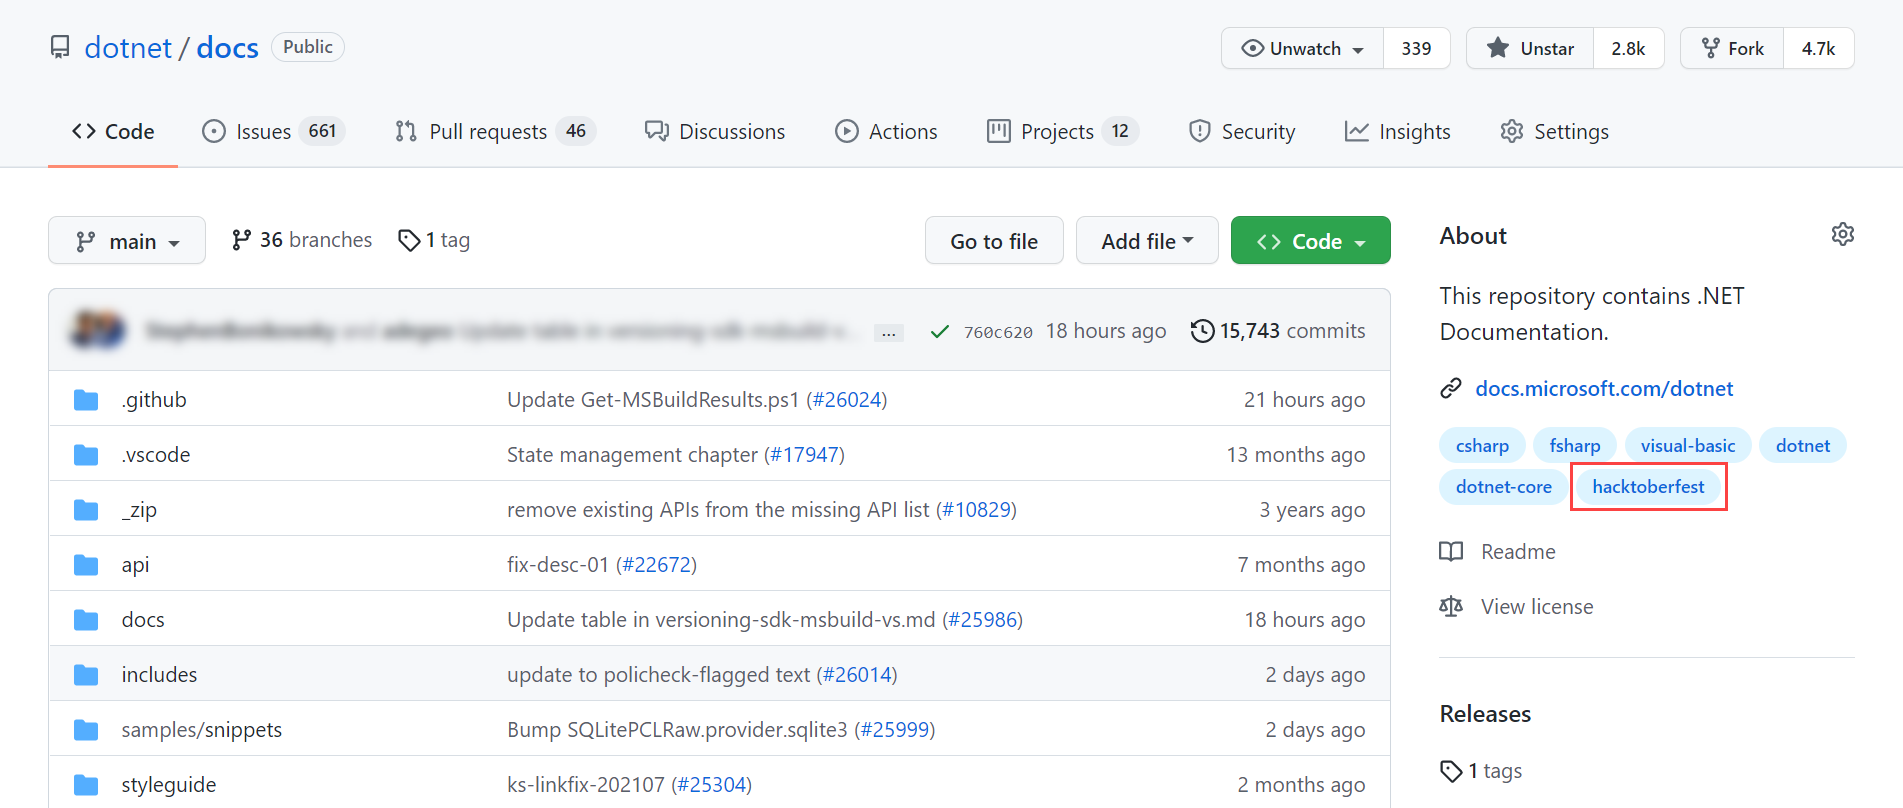 dotnet / docs Public Unwatch 339 Unstar 2.8k Fork 4.7k
Code Issues 661 Pull requests 46 Discussions Actions Projects 12 Security Insights Settings
main 36 branches 1 tag Go to file Add file Code
... 760c620 18 hours ago 15,743 commits
.github Update Get-MSBuildResults.ps1 (#26024) 21 hours ago
.vscode State management chapter (#17947) 13 months ago
_zip remove existing APIs from the missing API list (#10829) 3 years ago
api fix-desc-01 (#22672) 7 months ago
docs Update table in versioning-sdk-msbuild-vs.md (#25986) 18 hours ago
includes update to policheck-flagged text (#26014) 2 days ago
samples/snippets Bump SQLitePCLRaw.provider.sqlite3 (#25999) 2 days ago
styleguide ks-linkfix-202107 (#25304) 2 months ago
About
This repository contains .NET
Documentation.
docs.microsoft.com/dotnet
csharp fsharp visual-basic dotnet
dotnet-core hacktoberfest
Readme
View license
Releases
1 tags